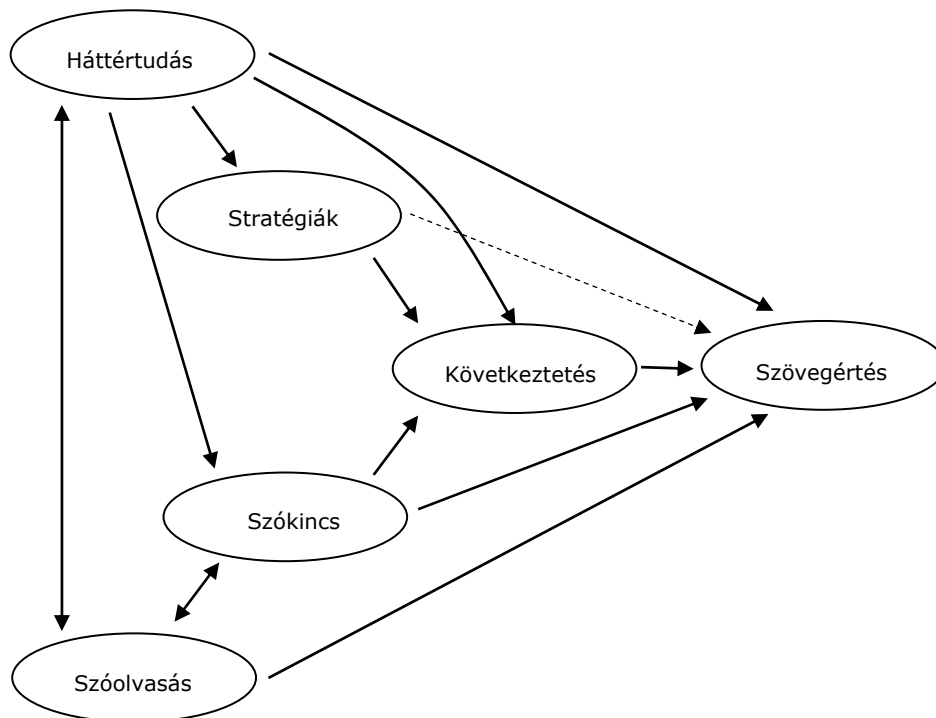 Háttértudás
Stratégiák
Következtetés
Szövegértés
Szókincs
Szóolvasás